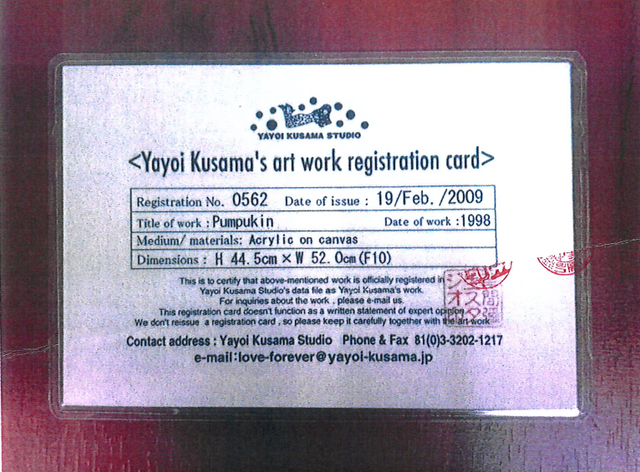 YAYOI KUSAMA STUDIO
<Yayoi Kusama's art work registration card>
Registration No. 0562 Date of issue : 19/Feb. /2009
Title of work : Pumpukin Date of work :1998
Medium/ materials: Acrylic on canvas
Dimensions : H 44.5cm×W 52.0cm(F10)
This is to certify that above-mentioned work is officially registered in
Yayoi Kusama Studio's data file as Yayoi Kusama's work.
For inquiries about the work , please e-mail us.
This registration card doesn't function as a written statement of expert opinion.
We don't reissue a registration card , so please keep it carefully together with the art work
Contact address : Yayoi Kusama Studio Phone & Fax 81(0)3-3202-1217
e-mail:love-forever@yayoi-kusama.jp